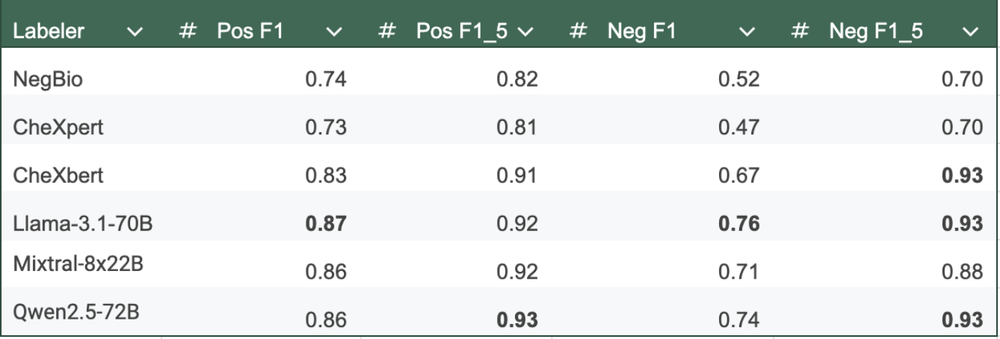 Labeler # Pos F1 # Pos F1_5 # Neg F1 # Neg F1_5
NegBio 0.74 0.82 0.52 0.70
CheXpert 0.73 0.81 0.47 0.70
CheXbert 0.83 0.91 0.67 0.93
Llama-3.1-70B 0.87 0.92 0.76 0.93
Mixtral-8x22B 0.86 0.92 0.71 0.88
Qwen2.5-72B 0.86 0.93 0.74 0.93